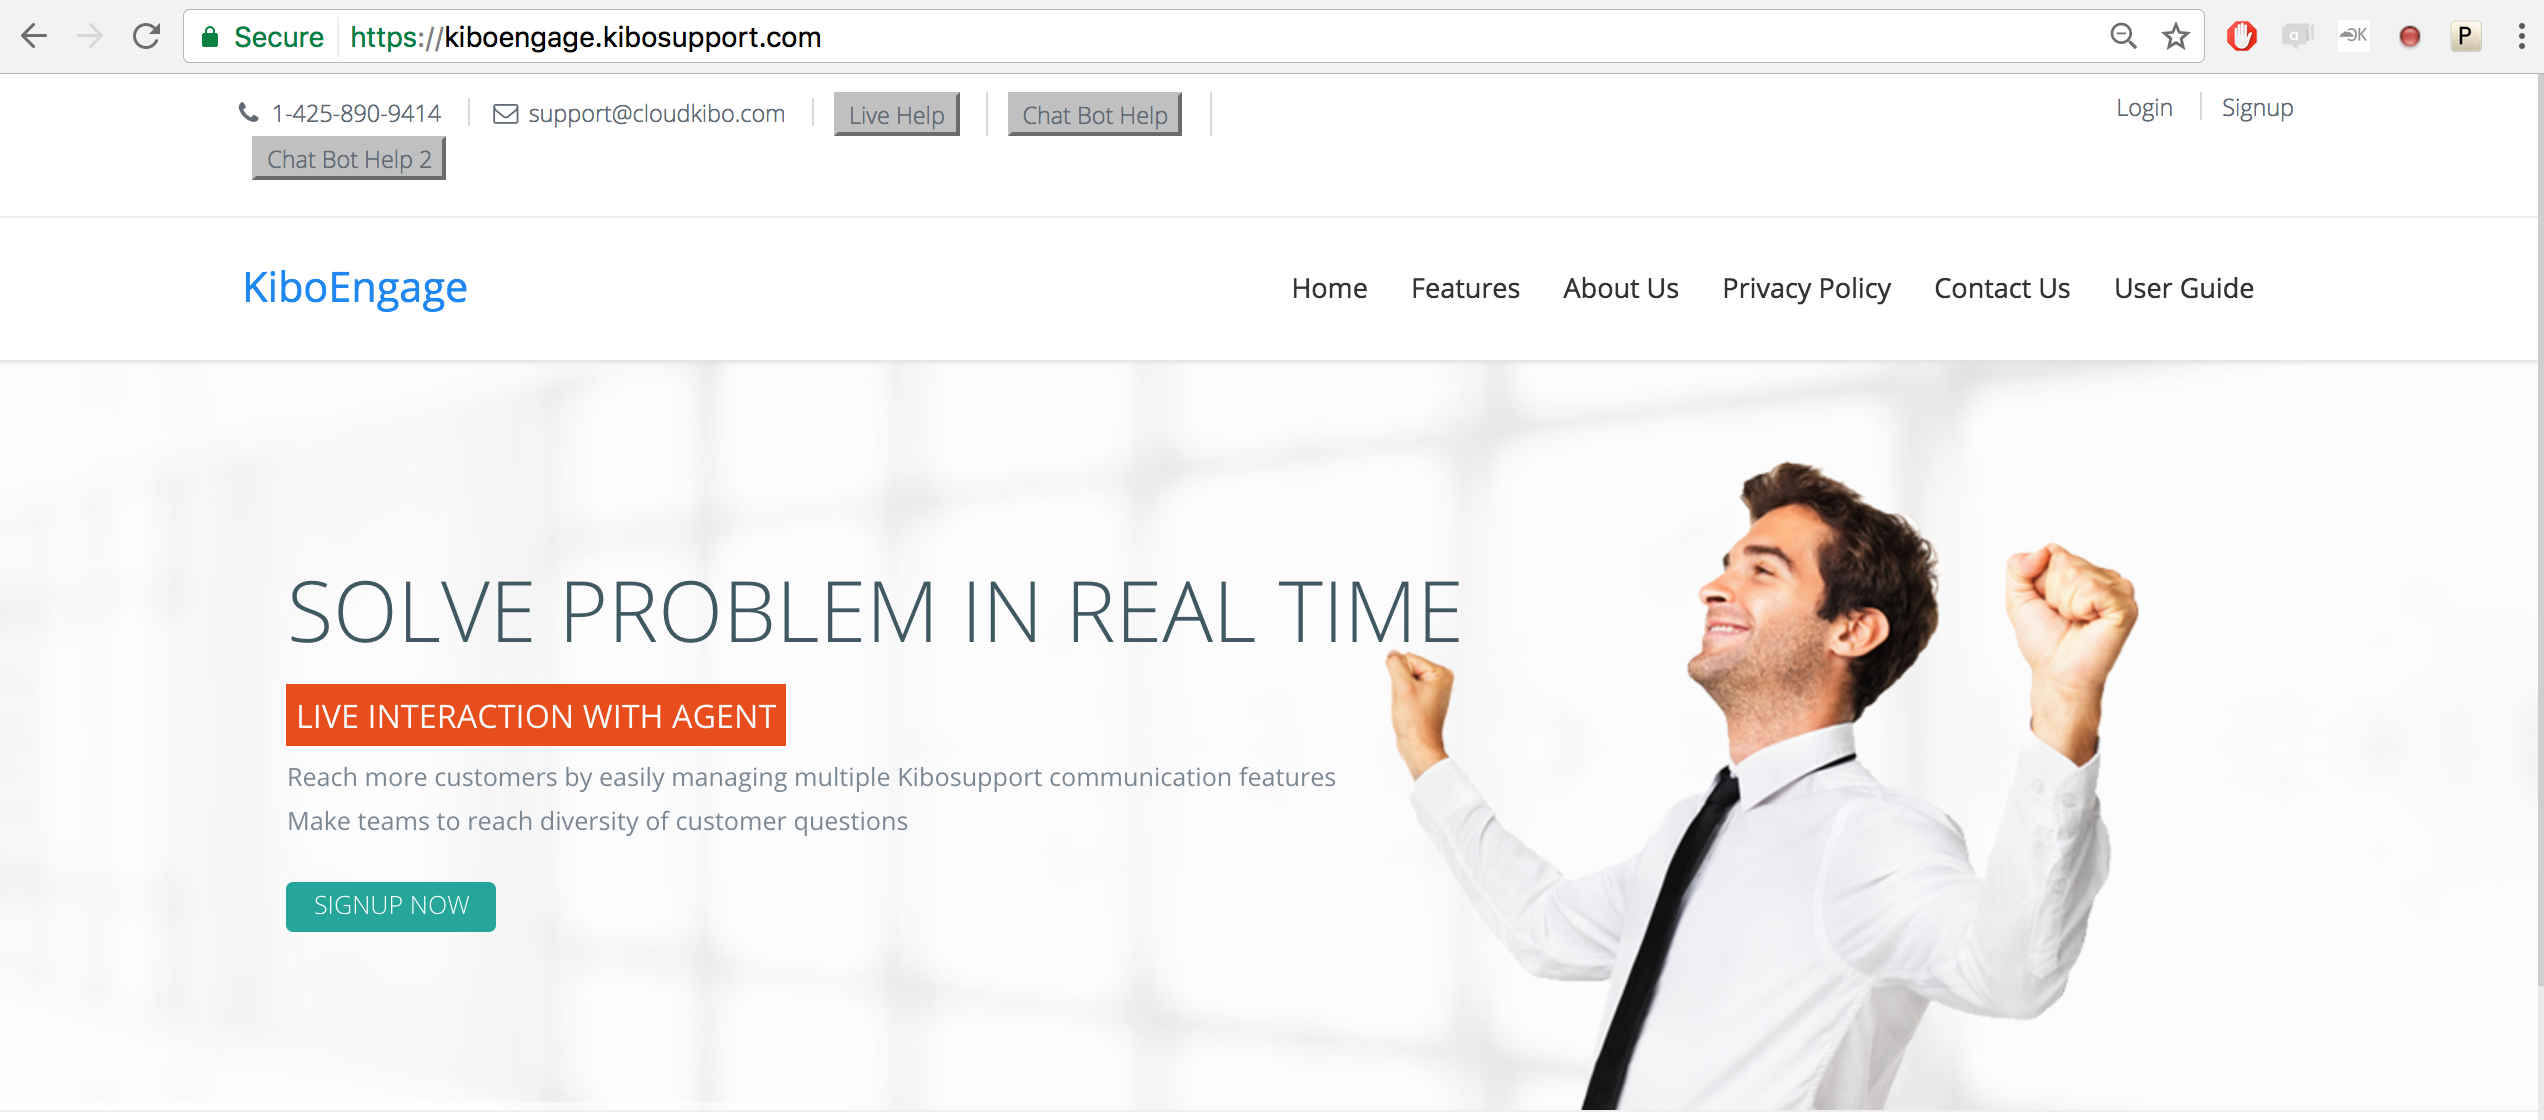 Secure https://kiboengage.kibosupport.com
1-425-890-9414 support@cloudkibo.com Live Help Chat Bot Help Login Signup
Chat Bot Help 2
KiboEngage Home Features About Us Privacy Policy Contact Us User Guide
SOLVE PROBLEM IN REAL TIME
LIVE INTERACTION WITH AGENT
Reach more customers by easily managing multiple Kibosupport communication features
Make teams to reach diversity of customer questions
SIGNUP NOW